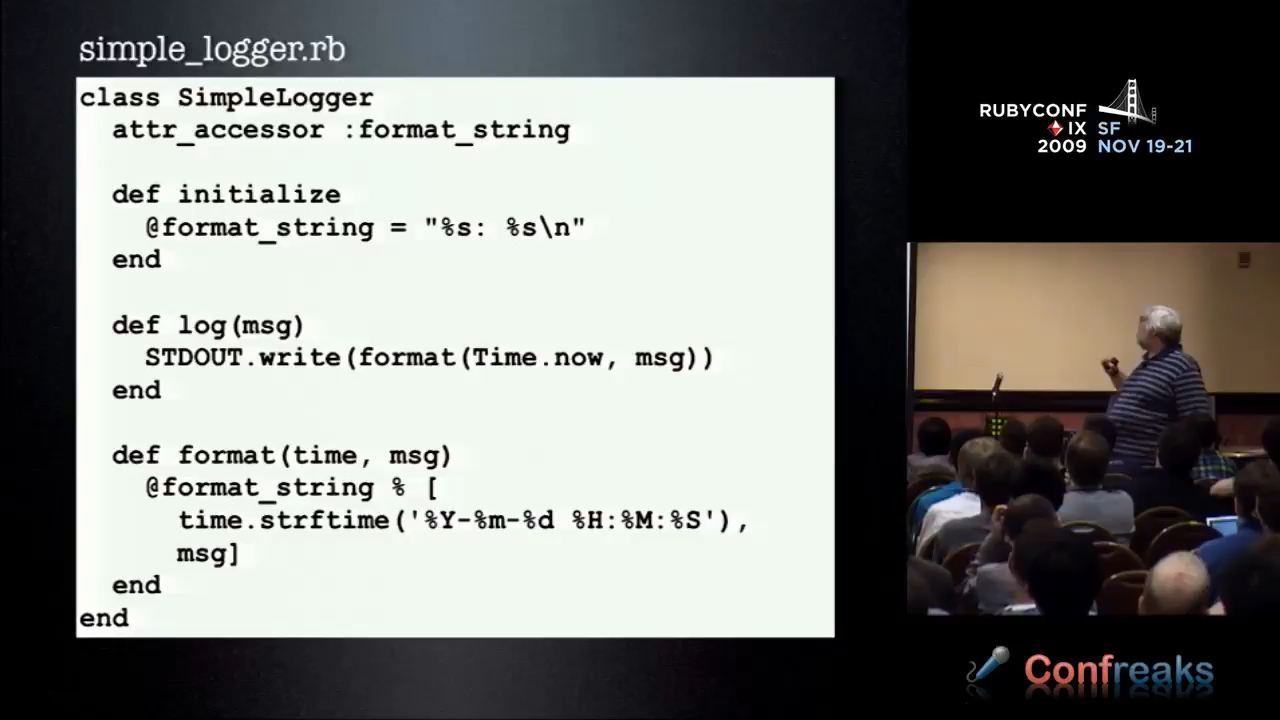 simple_logger.rb
class SimpleLogger
  attr_accessor :format_string

  def initialize
    @format_string = "%s: %s\n"
  end

  def log(msg)
    STDOUT.write(format(Time.now, msg))
  end

  def format(time, msg)
    @format_string % [
      time.strftime('%Y-%m-%d %H:%M:%S'),
      msg]
  end
end
RUBYCONF
IX SF
2009 NOV 19-21
Confreaks